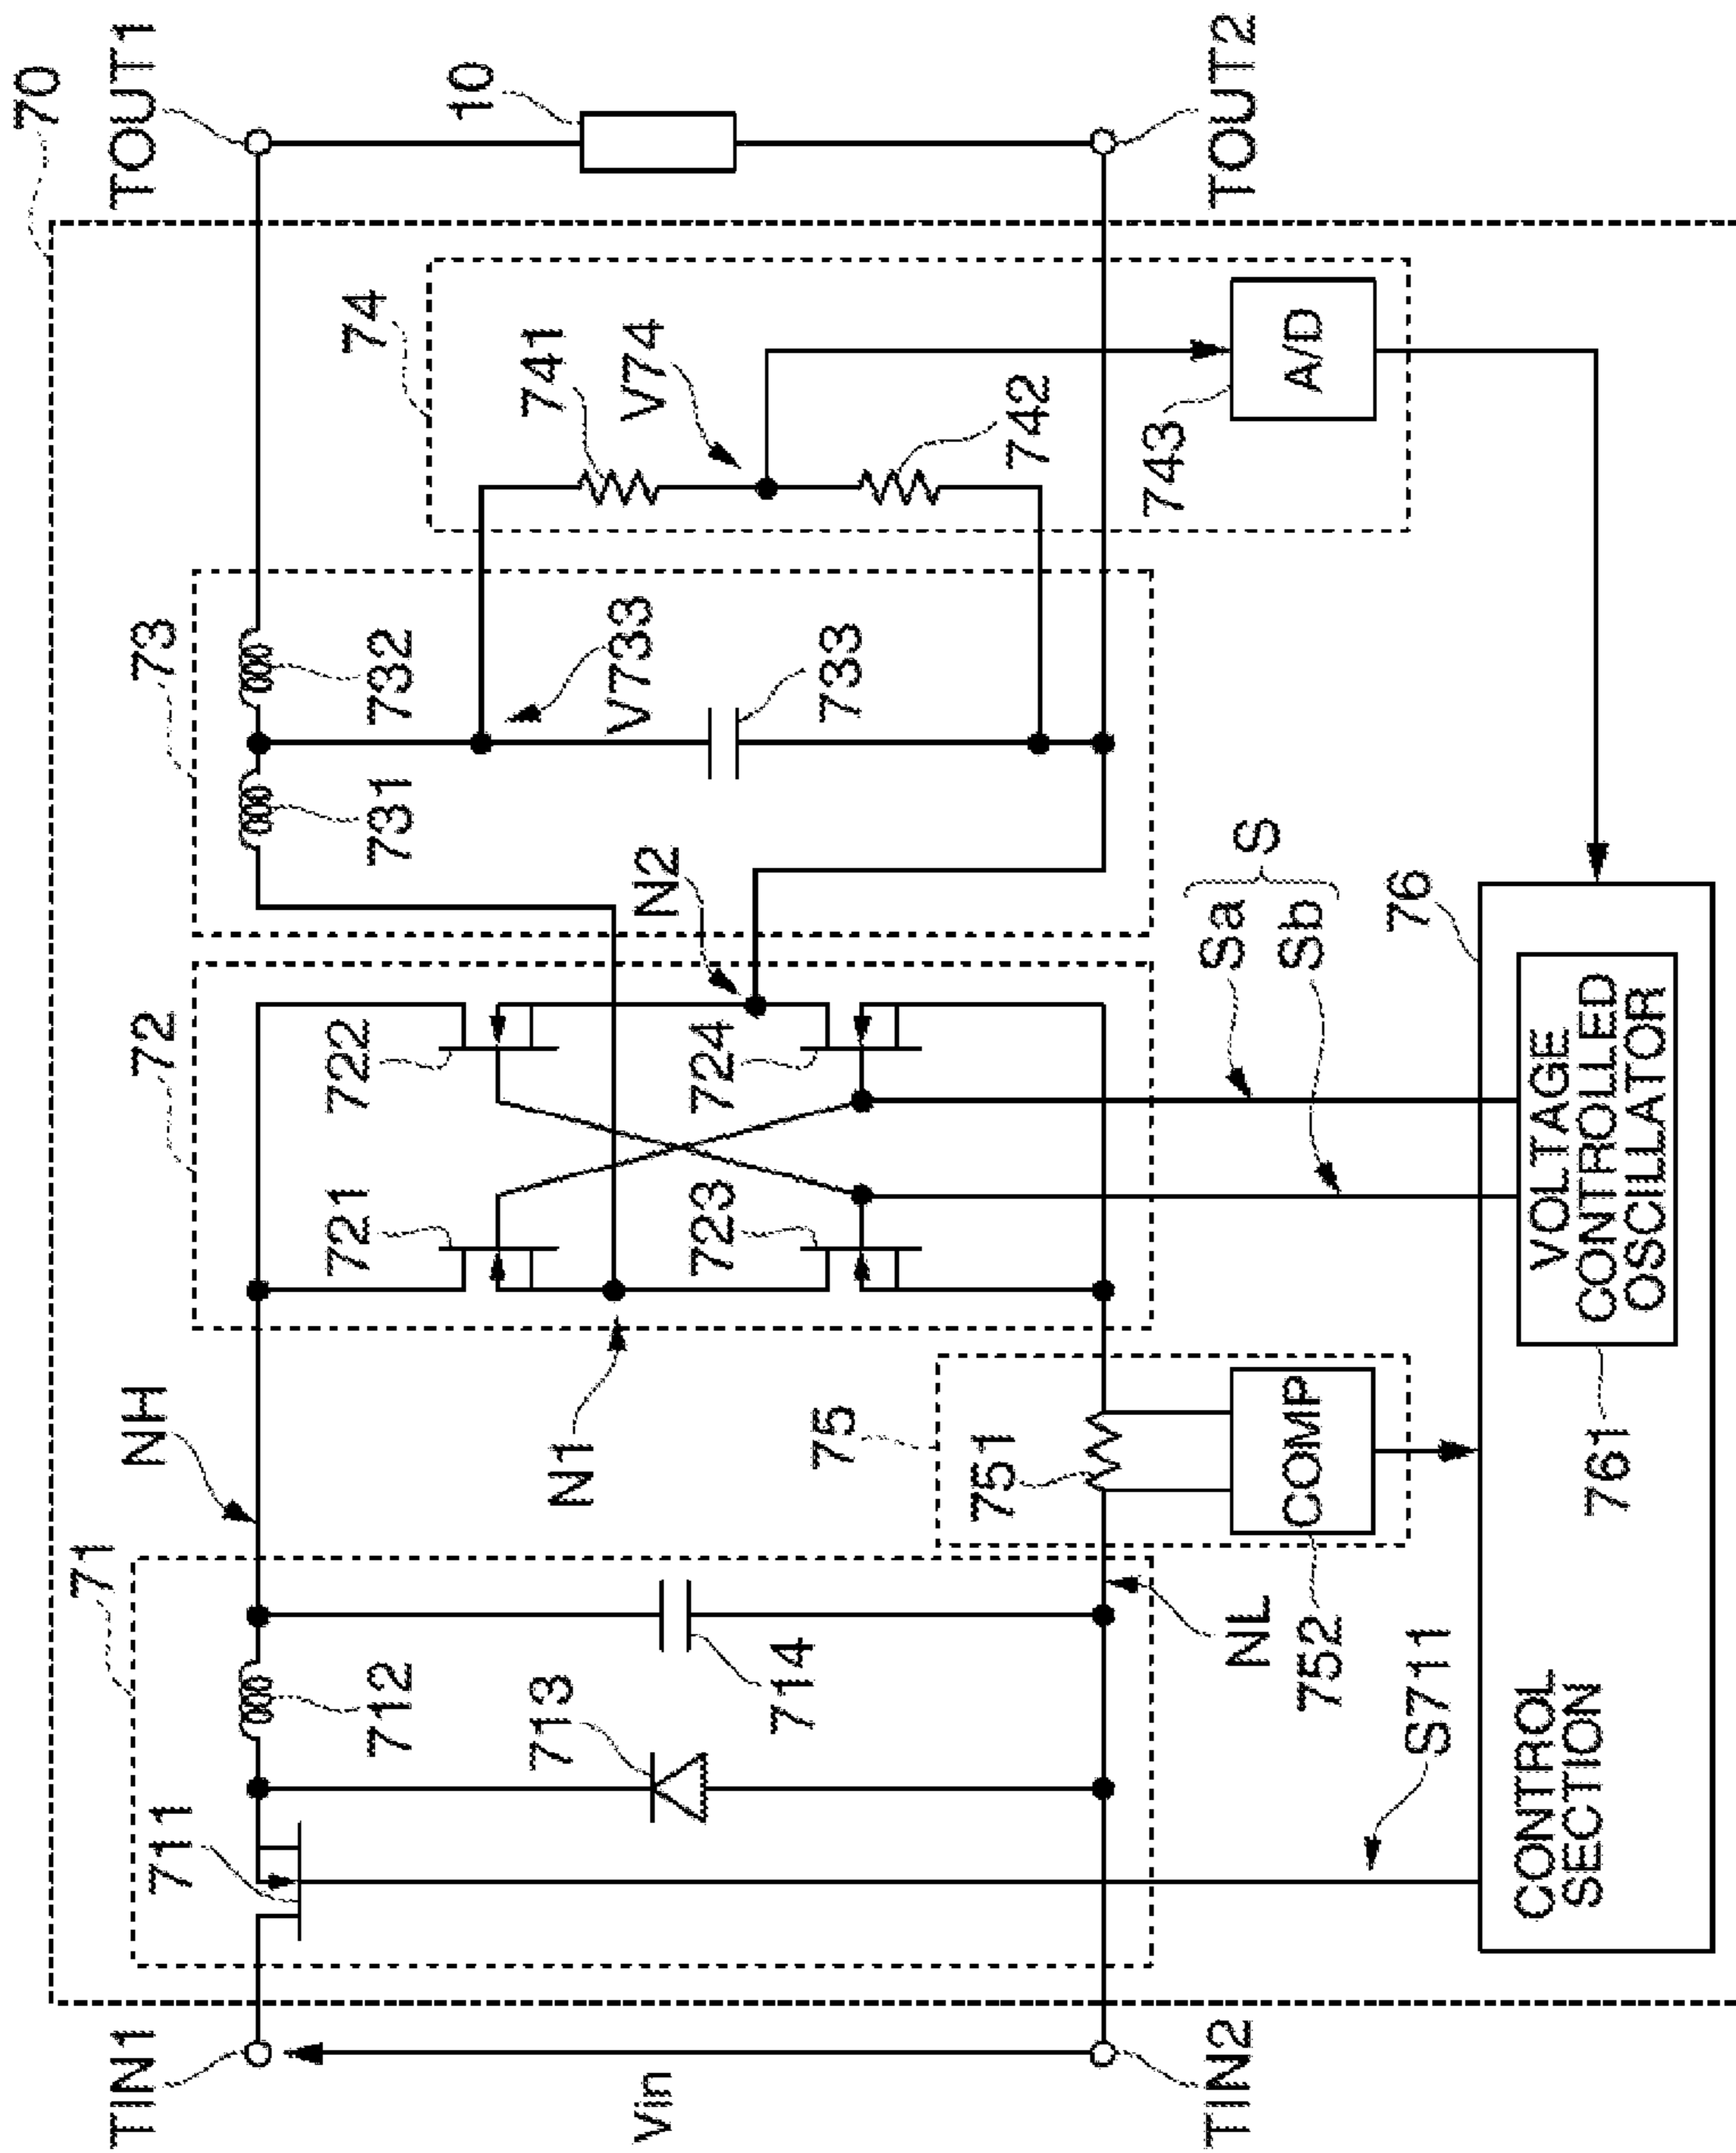 70
TOUT1
10
TOUT2
74
741
V74
742
743
A/D
73
732
731
V733
733
N2
72
722
721
724
723
N1
S
Sa
Sb
76
VOLTAGE
CONTROLLED
OSCILLATOR
761
NH
75
751
COMP
752
71
712
713
714
711
NL
S711
CONTROL
SECTION
TIN1
Vin
TIN2